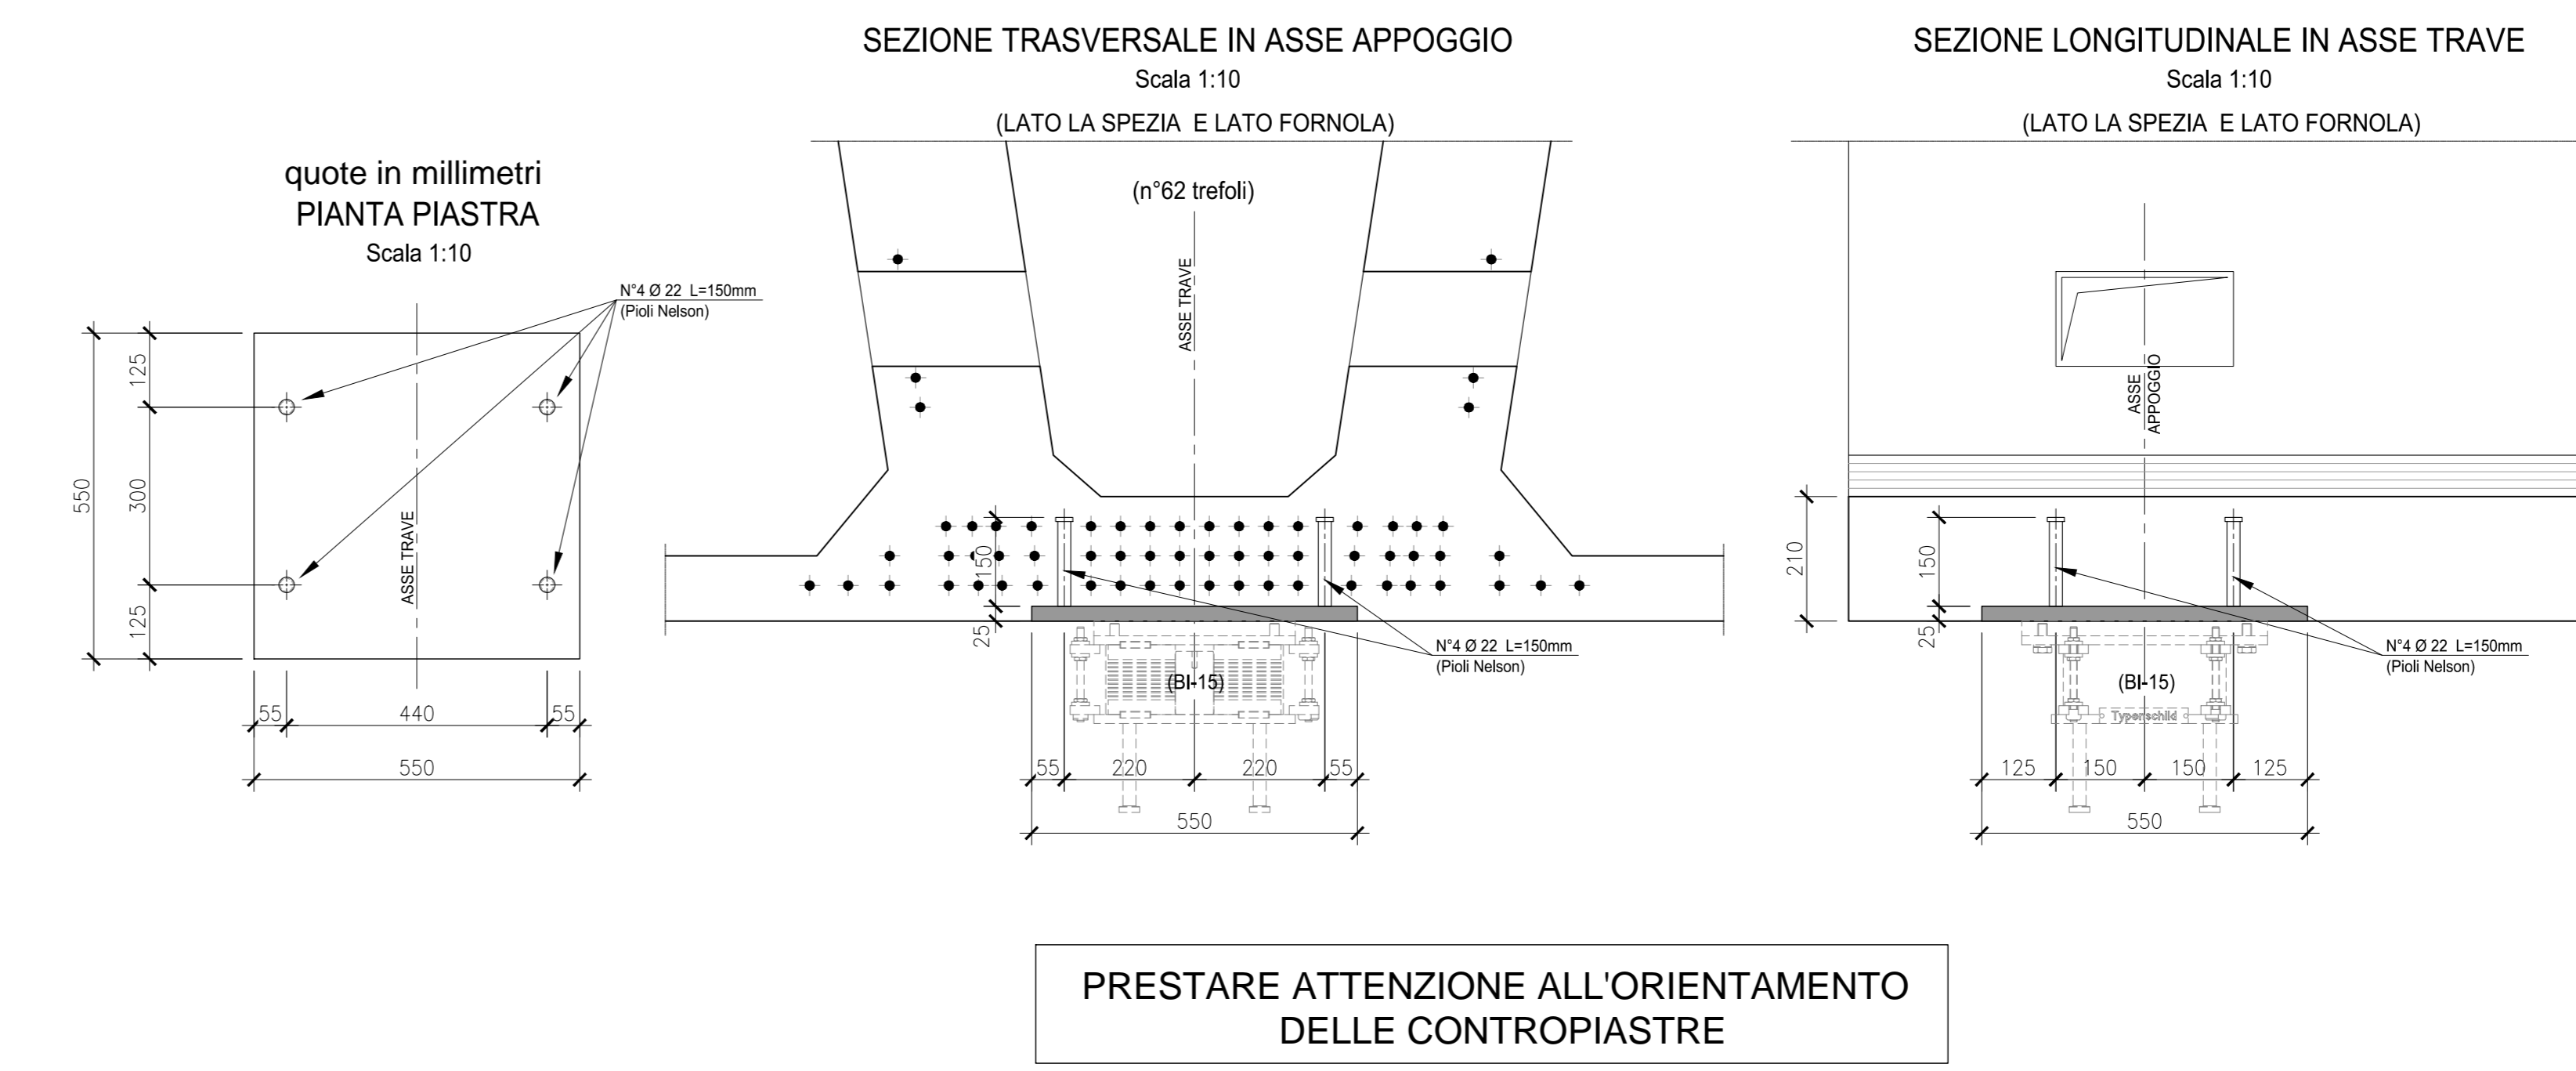 SEZIONE TRASVERSALE IN ASSE APPOGGIO
Scala 1:10
(LATO LA SPEZIA E LATO FORNOLA)
SEZIONE LONGITUDINALE IN ASSE TRAVE
Scala 1:10
(LATO LA SPEZIA E LATO FORNOLA)
quote in millimetri
PIANTA PIASTRA
Scala 1:10
N°4 Ø 22 L=150mm
(Pioli Nelson)
550
125
300
125
ASSE TRAVE
55
440
55
550
(n°62 trefoli)
ASSE TRAVE
150
25
N°4 Ø 22 L=150mm
(Pioli Nelson)
(BI-15)
55
220
220
55
550
ASSE
APPOGGIO
210
150
25
N°4 Ø 22 L=150mm
(Pioli Nelson)
(BI-15)
Typenschild
125
150
150
125
550
PRESTARE ATTENZIONE ALL'ORIENTAMENTO
DELLE CONTROPIASTRE